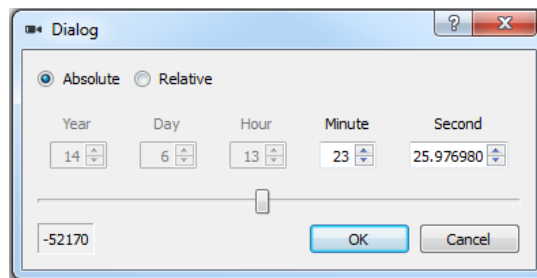 Dialog
Absolute Relative
Year Day Hour Minute Second
14 6 13 23 25.976980
-52170 OK Cancel